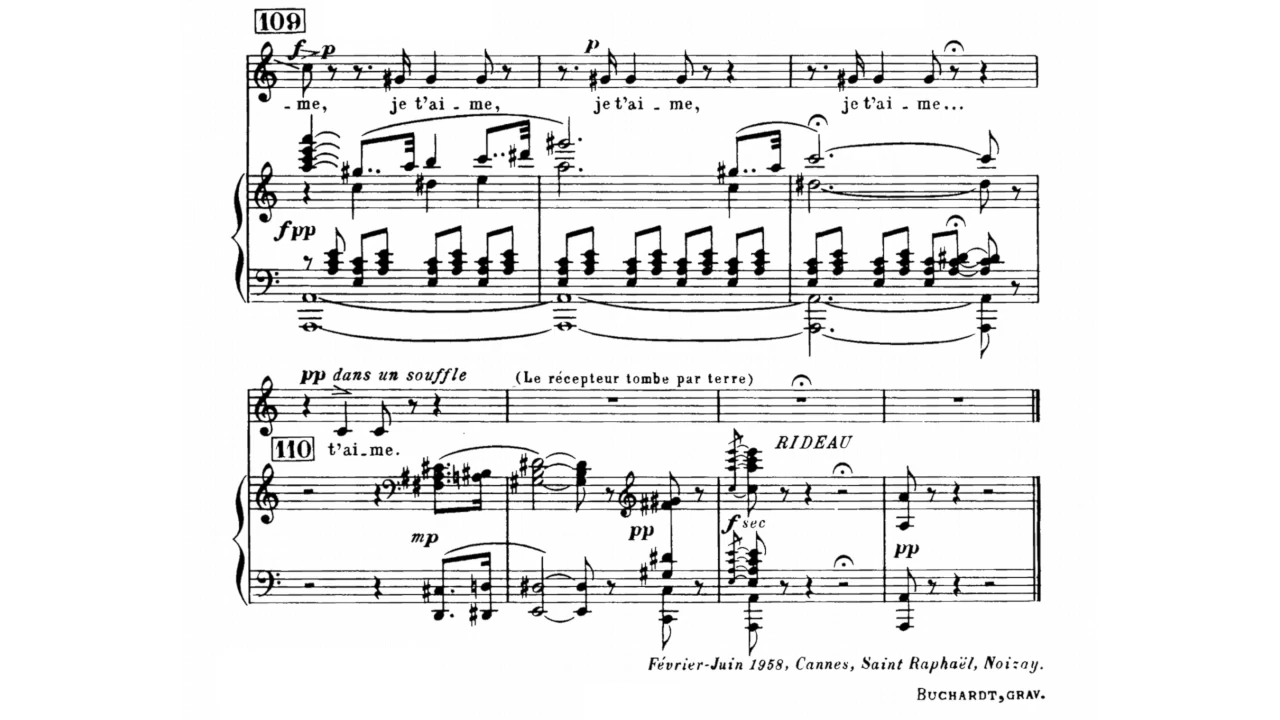 109
f p p
- me, je t'ai - me, je t'ai - me, je t'ai - me...
fpp
pp dans un souffle (Le récepteur tombe par terre)
110 t'ai - me.
RIDEAU
mp pp f sec pp
Février-Juin 1958, Cannes, Saint Raphaël, Noizay.
BUCHARDT, GRAV.